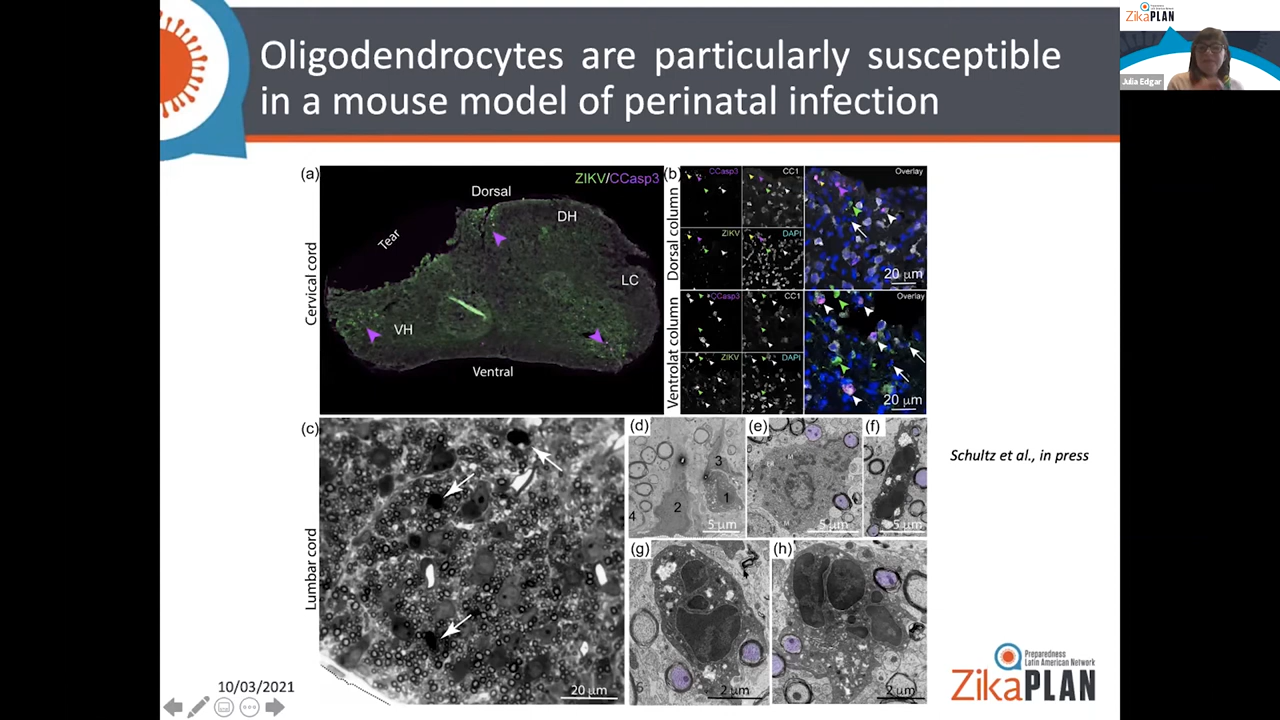 Oligodendrocytes are particularly susceptible
in a mouse model of perinatal infection
ZikaPLAN
Julia Edgar
(a)
ZIKV/CCasp3
Dorsal
DH
Tear
LC
VH
Ventral
Cervical cord
(b)
CCasp3
CC1
Overlay
ZIKV
DAPI
20 μm
Dorsal column
CCasp3
CC1
Overlay
ZIKV
DAPI
20 μm
Ventrolat column
(c)
20 μm
Lumbar cord
(d)
3
1
2
4
5 μm
(e)
5 μm
(f)
5 μm
(g)
2 μm
(h)
2 μm
Schultz et al., in press
10/03/2021
Preparedness
Latin American Network
ZikaPLAN